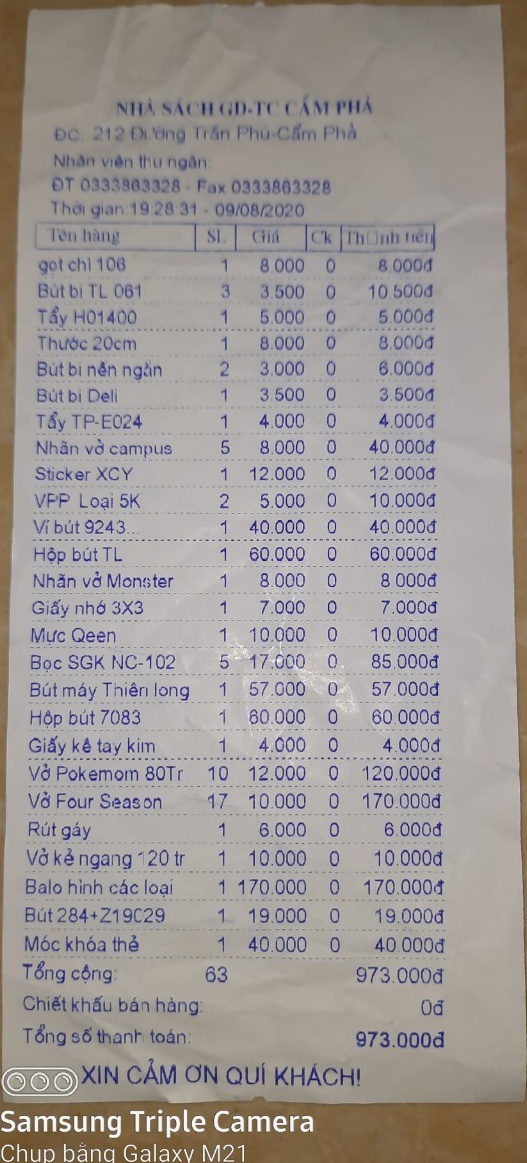 NHÀ SÁCH GD-TC CẨM PHẢ
ĐC: 212 Đường Trần Phú-Cẩm Phả
Nhân viên thu ngân:
ĐT 0333863328 - Fax 0333863328
Thời gian 19:28:31 - 09/08/2020
Tên hàng SL Giá Ck Th□nh tiền
gọt chì 106 1 8.000 0 8.000đ
Bút bi TL 061 3 3.500 0 10.500đ
Tẩy H01400 1 5.000 0 5.000đ
Thước 20cm 1 8.000 0 8.000đ
Bút bi nến ngắn 2 3.000 0 6.000đ
Bút bi Deli 1 3.500 0 3.500đ
Tẩy TP-E024 1 4.000 0 4.000đ
Nhãn vở campus 5 8.000 0 40.000đ
Sticker XCY 1 12.000 0 12.000đ
VPP Loại 5K 2 5.000 0 10.000đ
Ví bút 9243... 1 40.000 0 40.000đ
Hộp bút TL 1 60.000 0 60.000đ
Nhãn vở Monster 1 8.000 0 8.000đ
Giấy nhớ 3X3 1 7.000 0 7.000đ
Mực Qeen 1 10.000 0 10.000đ
Bọc SGK NC-102 5 17.000 0 85.000đ
Bút máy Thiên long 1 57.000 0 57.000đ
Hộp bút 7083 1 60.000 0 60.000đ
Giấy kê tay kim 1 4.000 0 4.000đ
Vở Pokemom 80Tr 10 12.000 0 120.000đ
Vở Four Season 17 10.000 0 170.000đ
Rút gáy 1 6.000 0 6.000đ
Vở kẻ ngang 120 tr 1 10.000 0 10.000đ
Balo hình các loại 1 170.000 0 170.000đ
Bút 284+Z19029 1 19.000 0 19.000đ
Móc khóa thẻ 1 40.000 0 40.000đ
Tổng cộng: 63 973.000đ
Chiết khấu bán hàng: 0đ
Tổng số thanh toán: 973.000đ
XIN CẢM ƠN QUÍ KHÁCH!
Samsung Triple Camera
Chụp bằng Galaxy M21